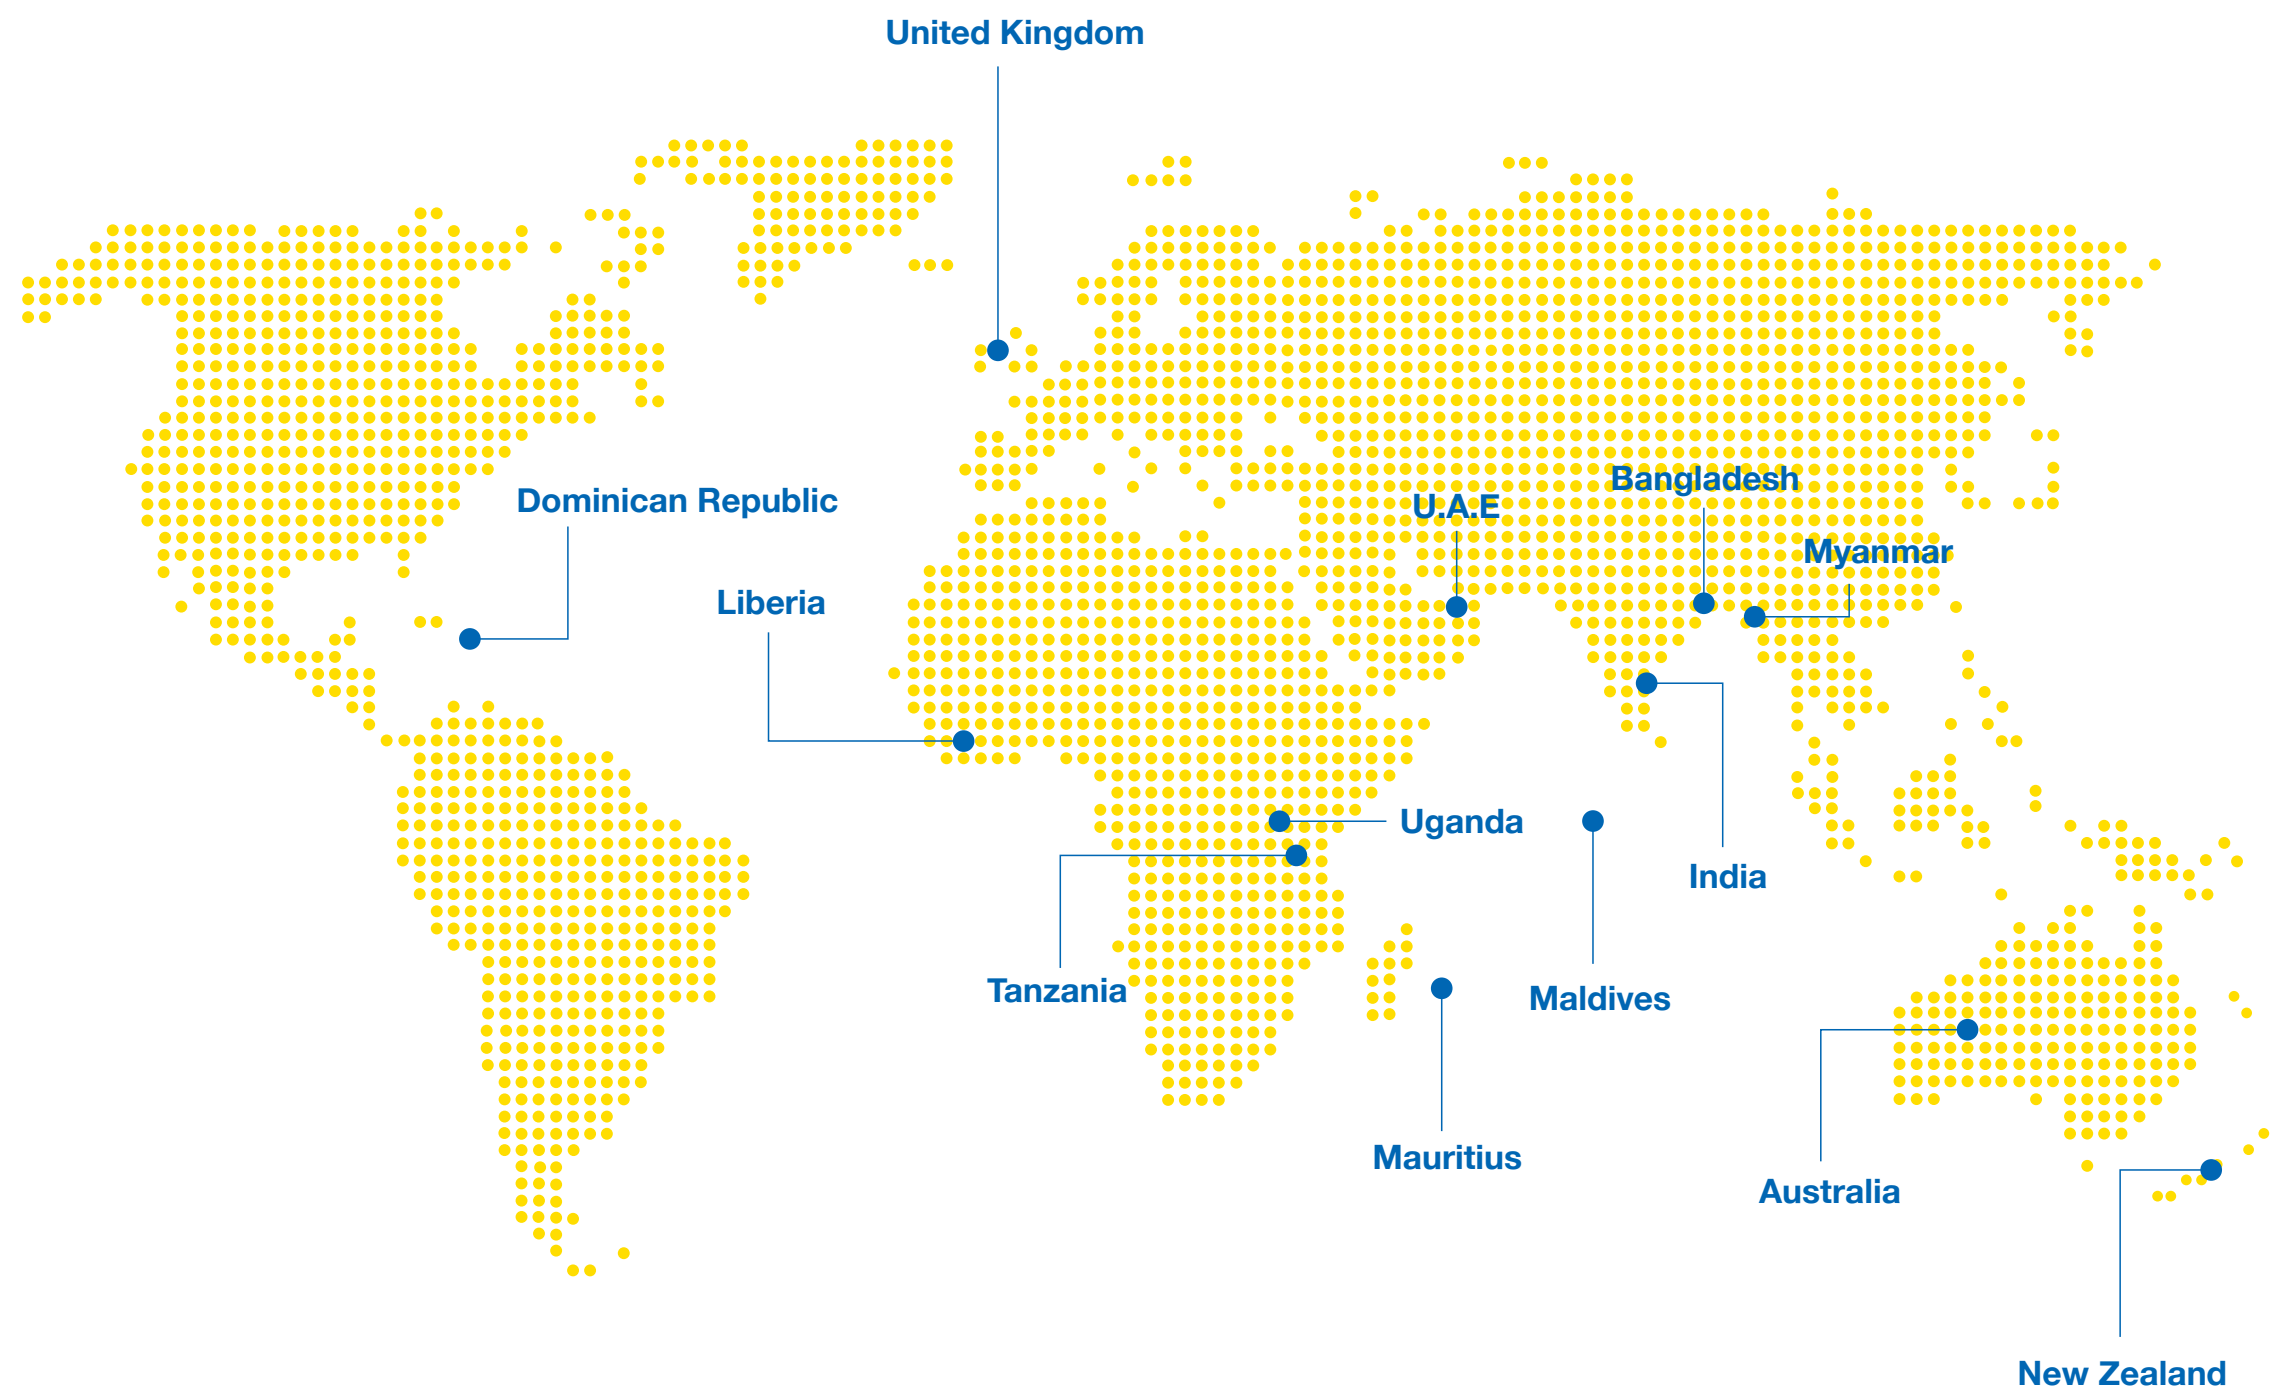 United Kingdom
Bangladesh
Dominican Republic
U.A.E
Myanmar
Liberia
Uganda
India
Tanzania
Maldives
Mauritius
Australia
New Zealand